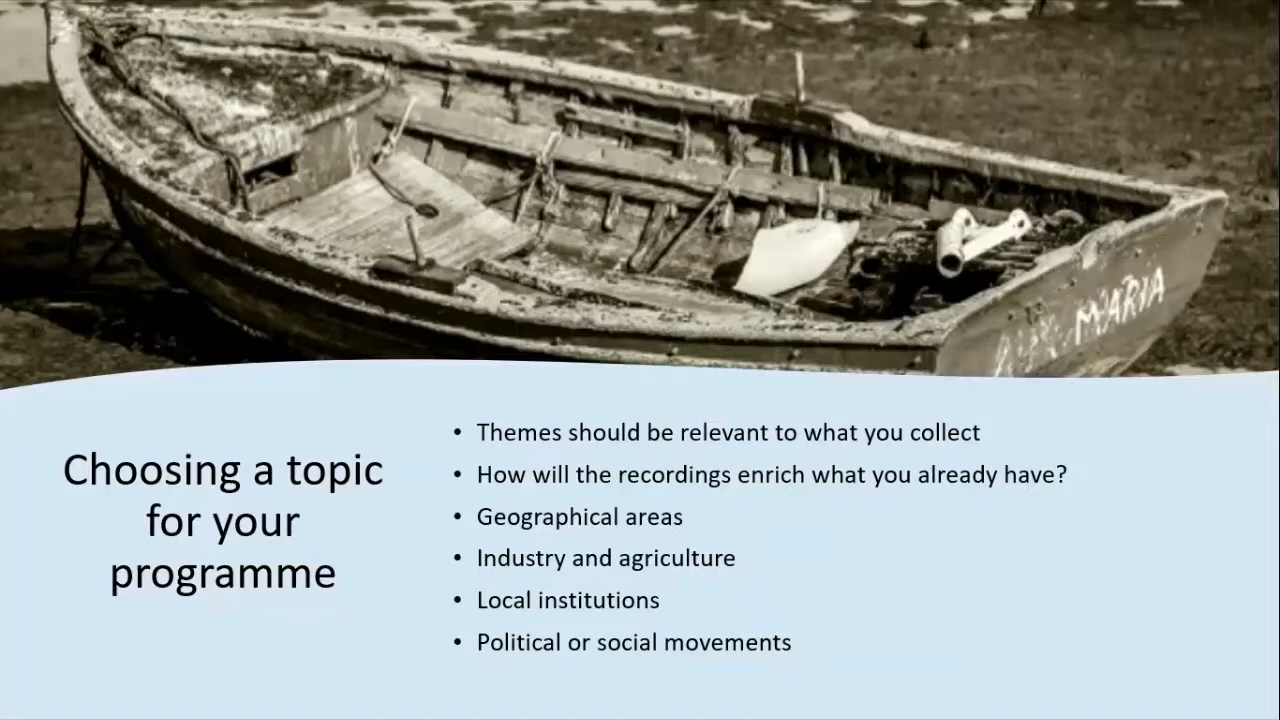 MARIA
Choosing a topic
for your
programme
• Themes should be relevant to what you collect
• How will the recordings enrich what you already have?
• Geographical areas
• Industry and agriculture
• Local institutions
• Political or social movements